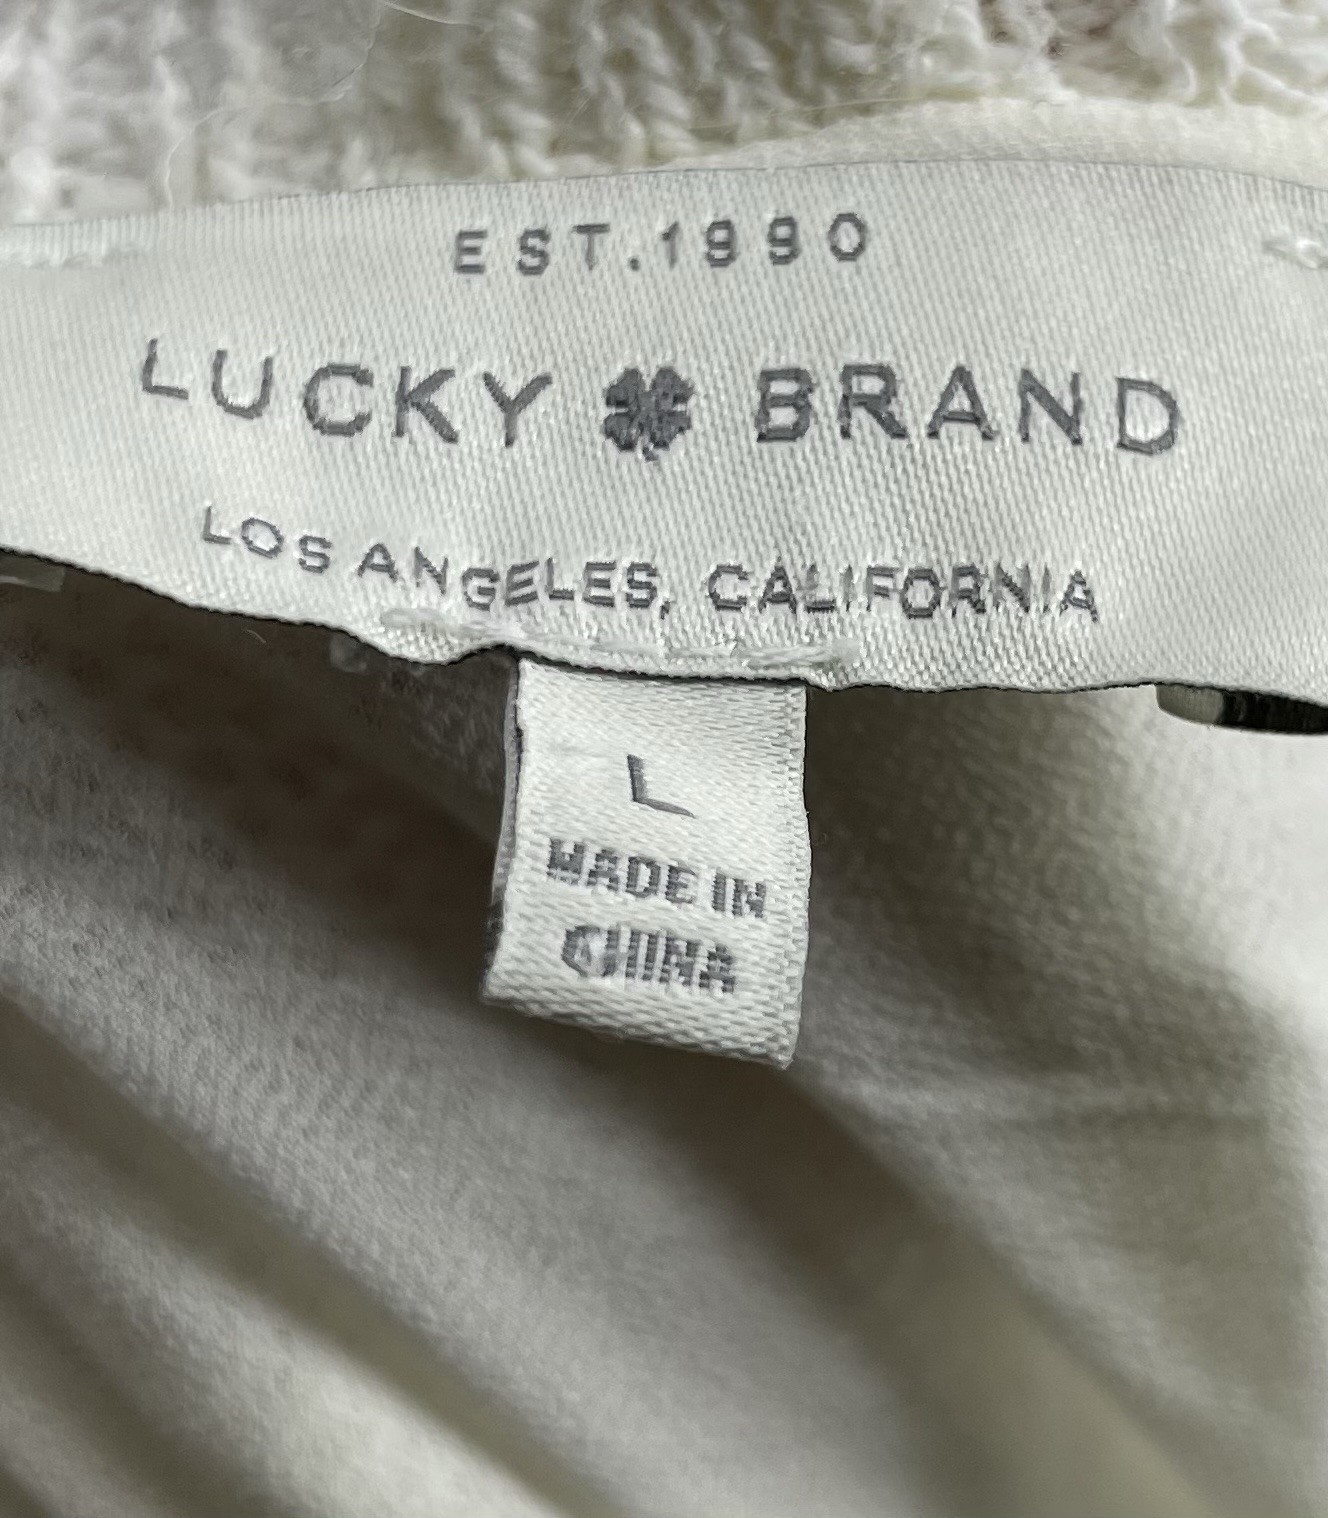 EST.1990
LUCKY BRAND
LOS ANGELES, CALIFORNIA
L
MADE IN
CHINA